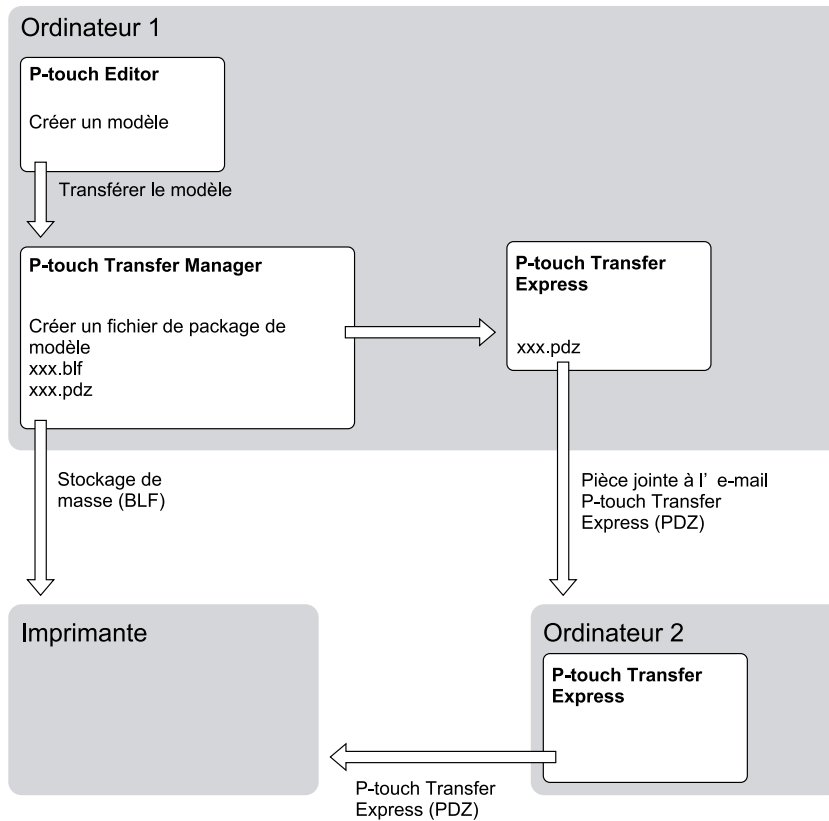 Ordinateur 1
P-touch Editor
Créer un modèle
Transférer le modèle
P-touch Transfer Manager
Créer un fichier de package de
modèle
xxx.blf
xxx.pdz
P-touch Transfer
Express
xxx.pdz
Stockage de
masse (BLF)
Pièce jointe à l’ e-mail
P-touch Transfer
Express (PDZ)
Imprimante
Ordinateur 2
P-touch Transfer
Express
P-touch Transfer
Express (PDZ)